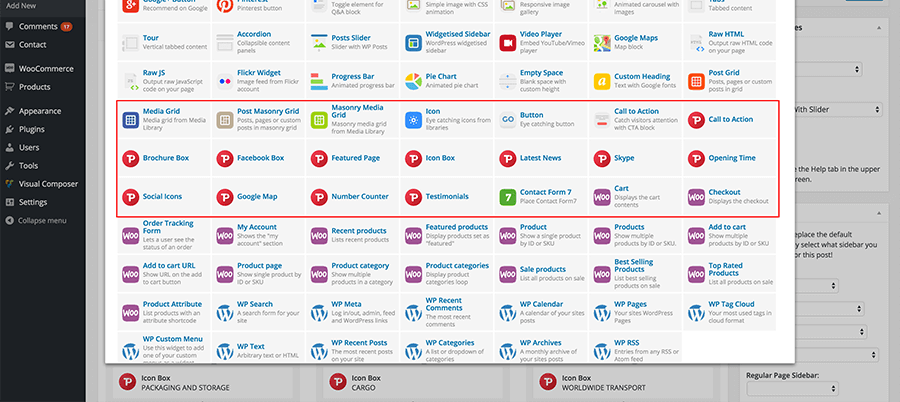 Add New
Comments 17
Contact
WooCommerce
Products
Appearance
Plugins
Users
Tools
Visual Composer
Settings
Collapse menu
Recommend on Google
Pinterest button
Toggle element for
Q&A block
Simple image with CSS
animation
Responsive image
gallery
Animated carousel with
images
Tabbed content
Tour
Vertical tabbed content
Accordion
Collapsible content
panels
Posts Slider
Slider with WP Posts
Widgetised Sidebar
WordPress widgetised
sidebar
Video Player
Embed YouTube/Vimeo
player
Google Maps
Map block
Raw HTML
Output raw HTML code
on your page
Raw JS
Output raw JavaScript
code on your page
Flickr Widget
Image feed from Flickr
account
Progress Bar
Animated progress bar
Pie Chart
Animated pie chart
Empty Space
Blank space with
custom height
Custom Heading
Text with Google fonts
Post Grid
Posts, pages or custom
posts in grid
Media Grid
Media grid from Media
Library
Post Masonry Grid
Posts, pages or custom
posts in masonry grid
Masonry Media
Grid
Masonry media grid
from Media Library
Icon
Eye catching icons from
libraries
GO
Button
Eye catching button
Call to Action
Catch visitors attention
with CTA block
Call to Action
Brochure Box
Facebook Box
Featured Page
Icon Box
Latest News
Skype
Opening Time
Social Icons
Google Map
Number Counter
Testimonials
7
Contact Form 7
Place Contact Form7
Woo
Cart
Displays the cart
contents
Woo
Checkout
Displays the checkout
Woo
Order Tracking
Form
Lets a user see the
status of an order
Woo
My Account
Shows the "my
account" section
Woo
Recent products
Lists recent products
Woo
Featured products
Display products set as
"featured"
Woo
Product
Show a single product
by ID or SKU
Woo
Products
Show multiple
products by ID or SKU.
Woo
Add to cart
Show multiple
products by ID or SKU
Woo
Add to cart URL
Show URL on the add
to cart button
Woo
Product page
Show single product by
ID or SKU
Woo
Product category
Show multiple
products in a category
Woo
Product categories
Display product
categories loop
Woo
Sale products
List all products on sale
Woo
Best Selling
Products
List best selling
products on sale
Woo
Top Rated
Products
List all products on sale
Woo
Product Attribute
List products with an
attribute shortcode
WP Search
A search form for your
site
WP Meta
Log in/out, admin, feed
and WordPress links
WP Recent
Comments
The most recent
comments
WP Calendar
A calendar of your sites
posts
WP Pages
Your sites WordPress
Pages
WP Tag Cloud
Your most used tags in
cloud format
WP Custom Menu
Use this widget to add
one of your custom
WP Text
Arbitrary text or HTML
WP Recent Posts
The most recent posts
on your site
WP Categories
A list or dropdown of
categories
WP Archives
A monthly archive of
your sites posts
WP RSS
Entries from any RSS or
Atom feed
Icon Box
PACKAGING AND STORAGE
Icon Box
CARGO
Icon Box
WORLDWIDE TRANSPORT
With Slider
e the Help tab in the upper
reen.
eplace the default
y select what sidebar you
or this post!
Regular Page Sidebar: